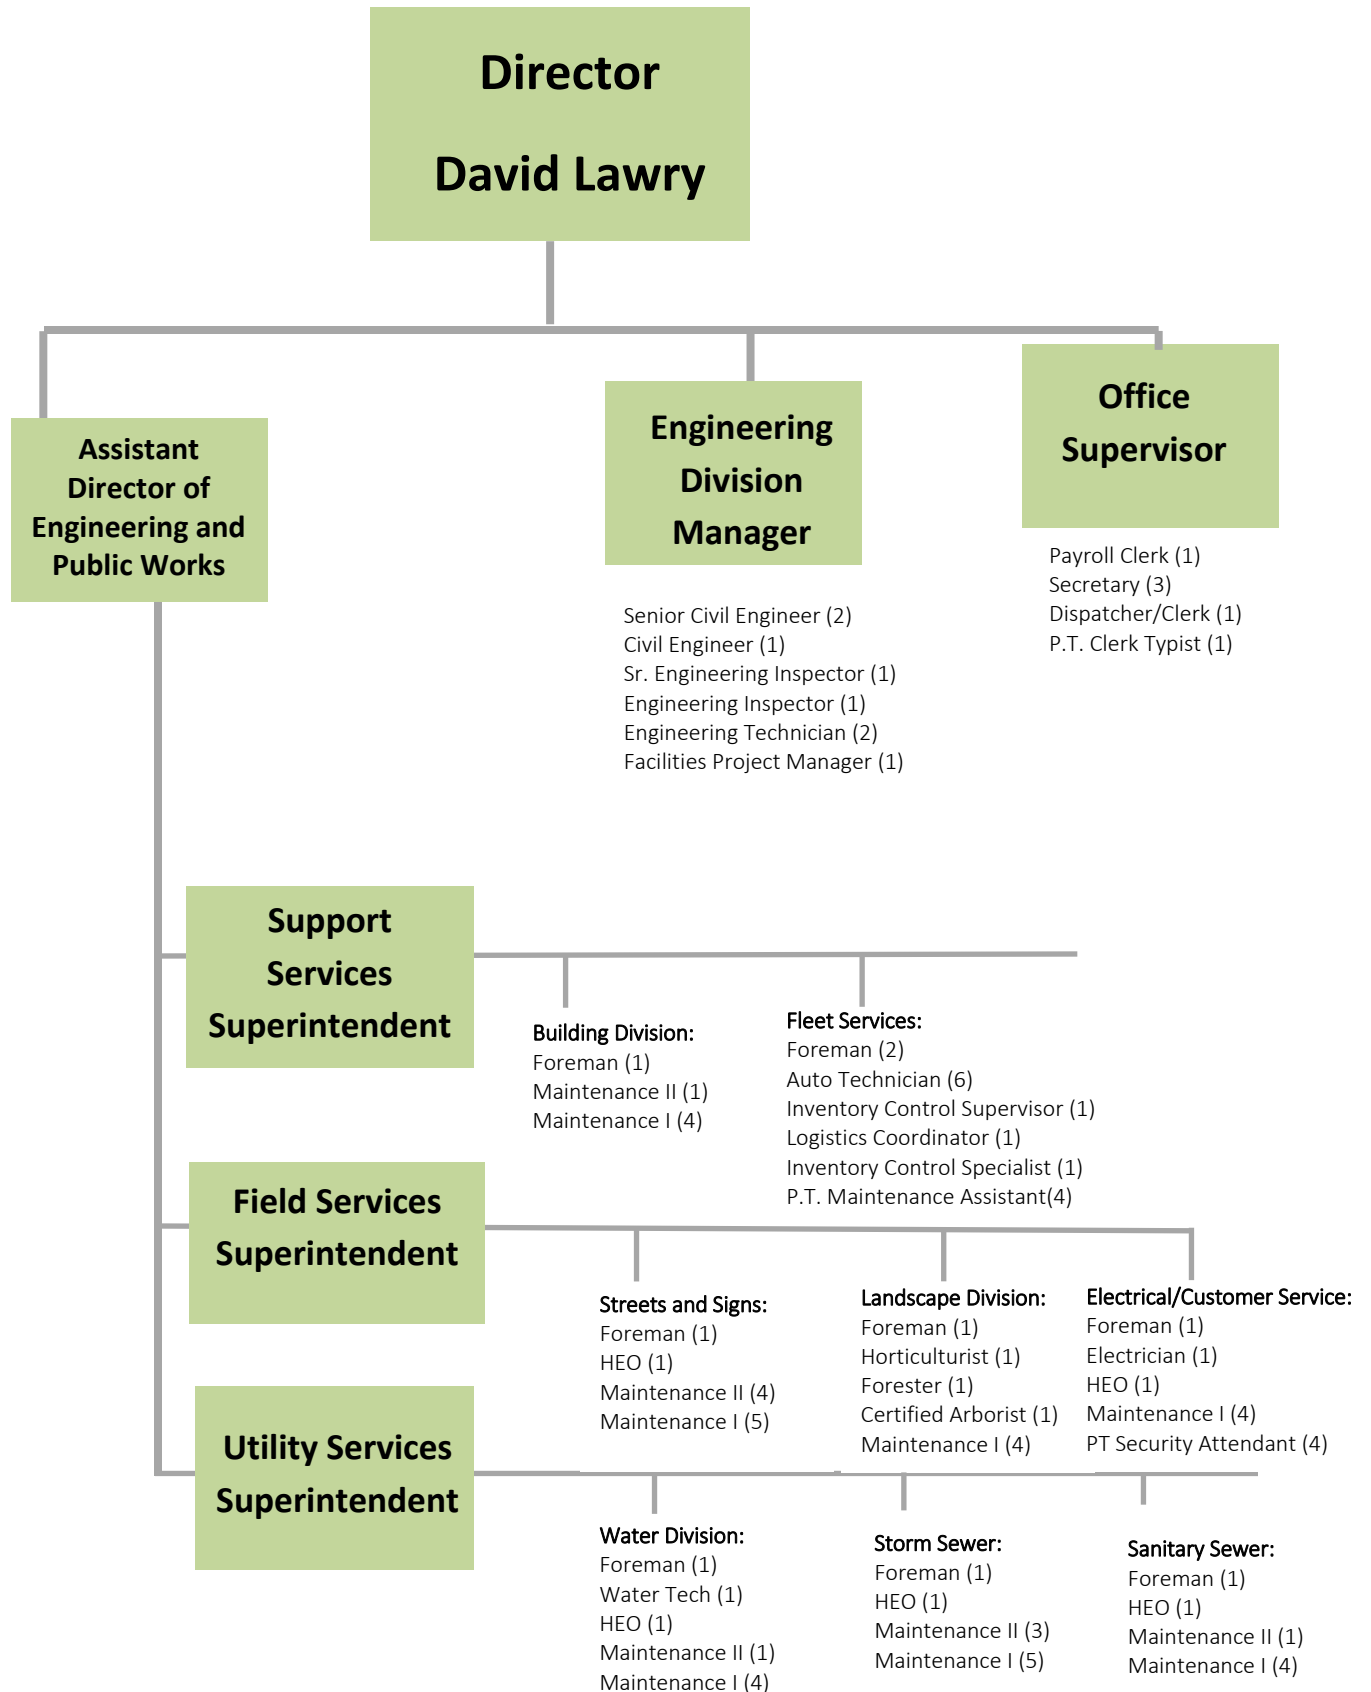 Director
David Lawry
Assistant
Director of
Engineering and
Public Works
Engineering
Division
Manager
Senior Civil Engineer (2)
Civil Engineer (1)
Sr. Engineering Inspector (1)
Engineering Inspector (1)
Engineering Technician (2)
Facilities Project Manager (1)
Office
Supervisor
Payroll Clerk (1)
Secretary (3)
Dispatcher/Clerk (1)
P.T. Clerk Typist (1)
Support
Services
Superintendent
Building Division:
Foreman (1)
Maintenance II (1)
Maintenance I (4)
Fleet Services:
Foreman (2)
Auto Technician (6)
Inventory Control Supervisor (1)
Logistics Coordinator (1)
Inventory Control Specialist (1)
P.T. Maintenance Assistant(4)
Field Services
Superintendent
Streets and Signs:
Foreman (1)
HEO (1)
Maintenance II (4)
Maintenance I (5)
Landscape Division:
Foreman (1)
Horticulturist (1)
Forester (1)
Certified Arborist (1)
Maintenance I (4)
Electrical/Customer Service:
Foreman (1)
Electrician (1)
HEO (1)
Maintenance I (4)
PT Security Attendant (4)
Utility Services
Superintendent
Water Division:
Foreman (1)
Water Tech (1)
HEO (1)
Maintenance II (1)
Maintenance I (4)
Storm Sewer:
Foreman (1)
HEO (1)
Maintenance II (3)
Maintenance I (5)
Sanitary Sewer:
Foreman (1)
HEO (1)
Maintenance II (1)
Maintenance I (4)